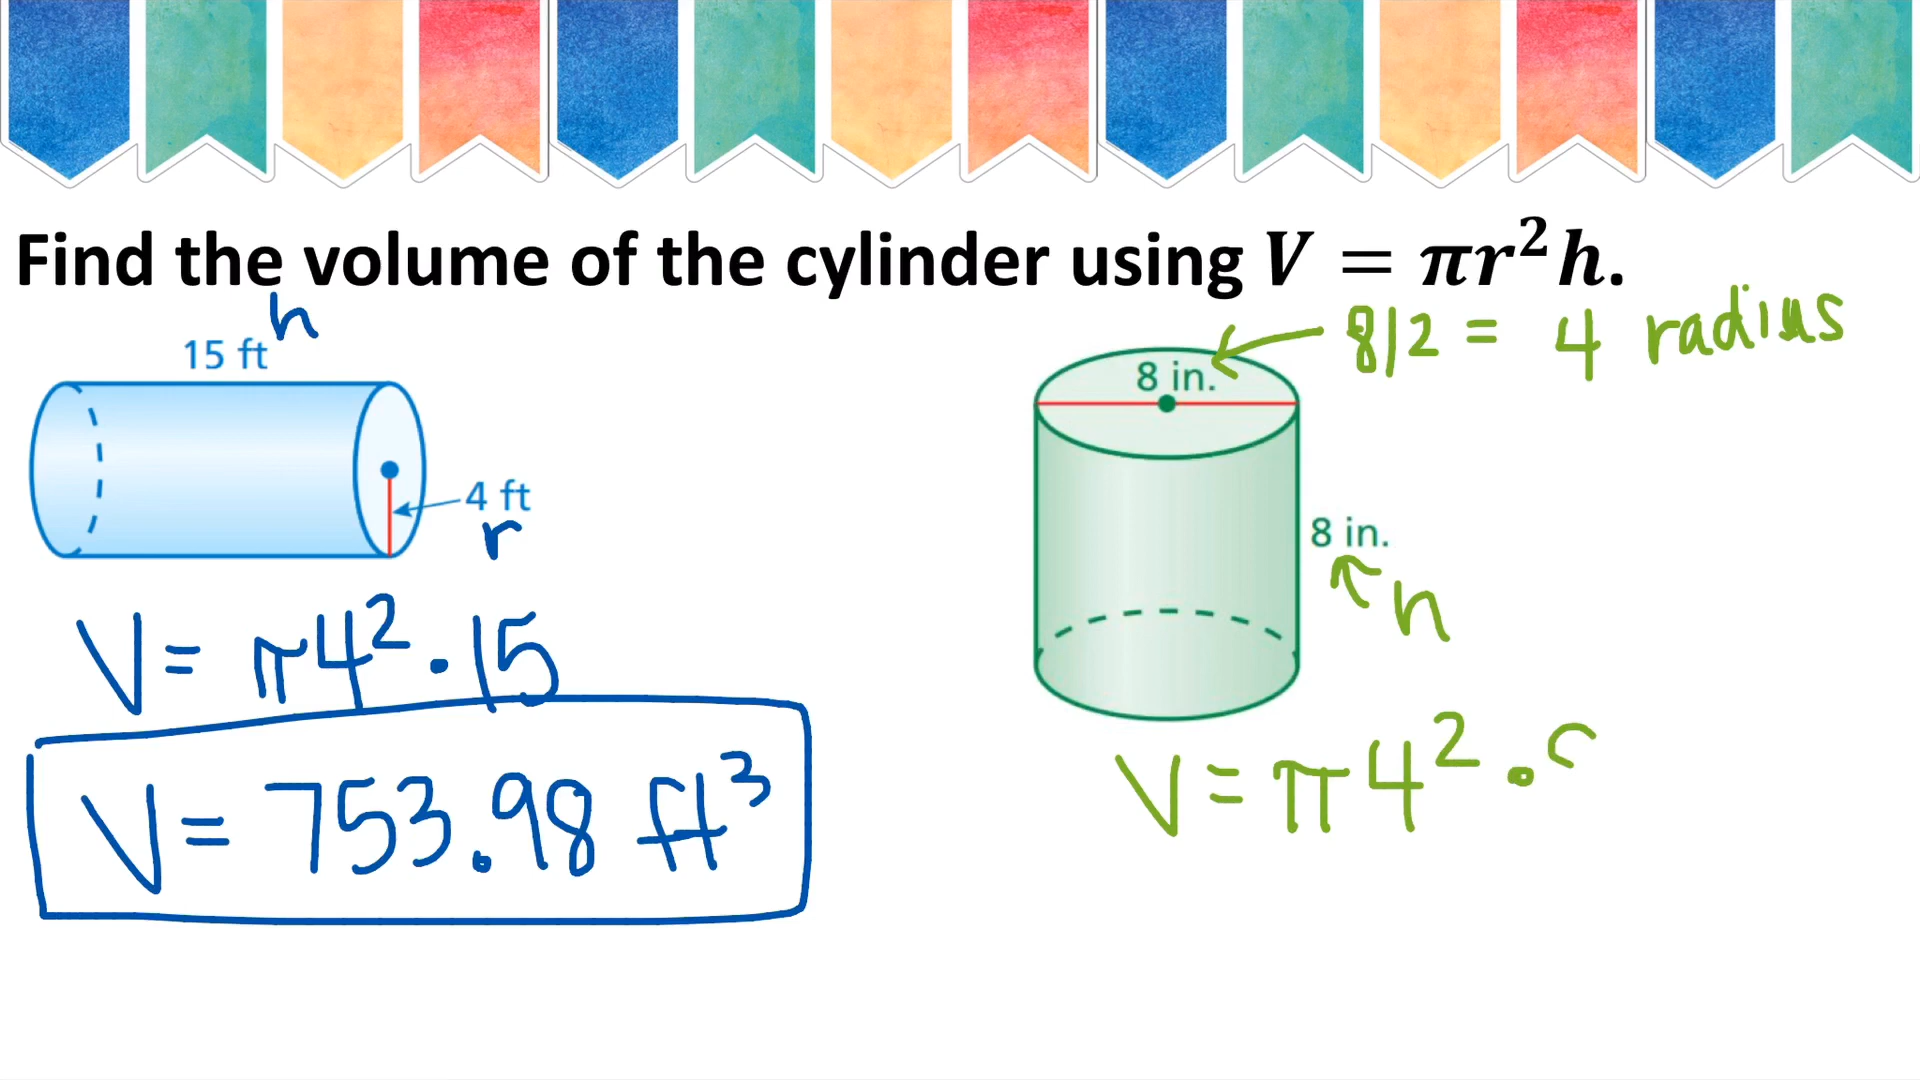 Find the volume of the cylinder using V = πr²h.
h
15 ft
4 ft
r
V = π4² · 15
V = 753.98 ft³
8/2 = 4 radius
8 in.
8 in.
h
V = π4² ·